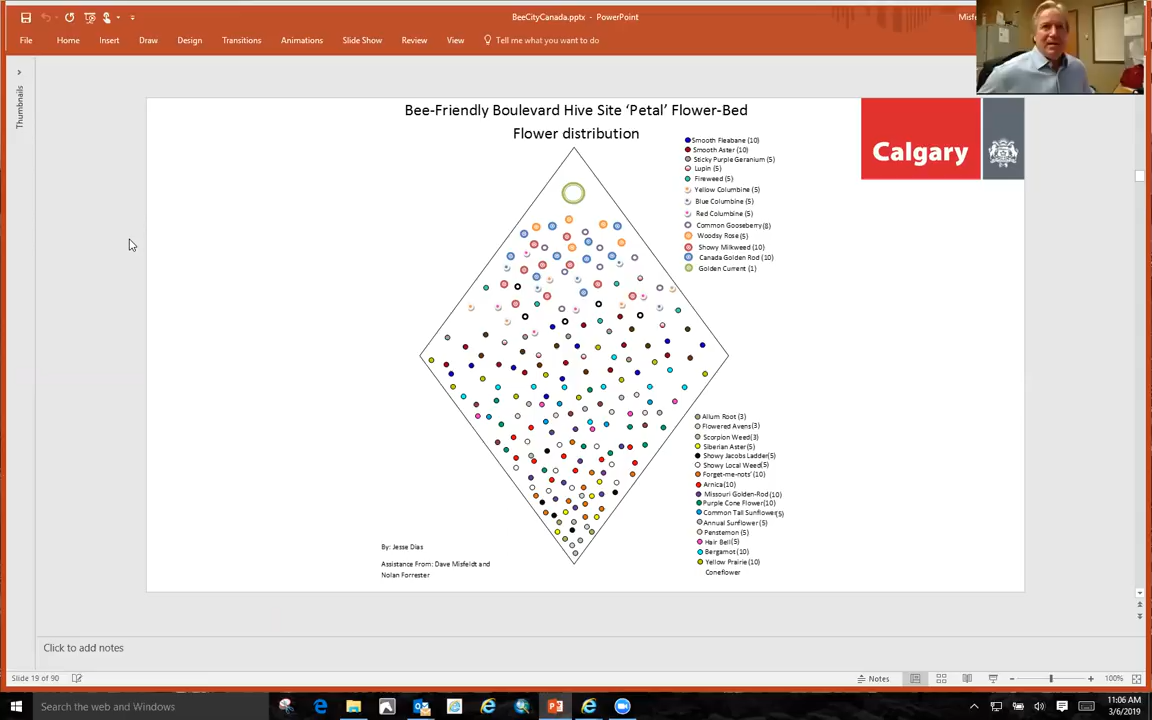 BeeCityCanada.pptx - PowerPoint
Misfe
File Home Insert Draw Design Transitions Animations Slide Show Review View Tell me what you want to do
Thumbnails
Bee-Friendly Boulevard Hive Site 'Petal' Flower-Bed
Flower distribution
Calgary
Smooth Fleabane (10)
Smooth Aster (10)
Sticky Purple Geranium (5)
Lupin (5)
Fireweed (5)
Yellow Columbine (5)
Blue Columbine (5)
Red Columbine (5)
Common Gooseberry (8)
Woodsy Rose (5)
Showy Milkweed (10)
Canada Golden Rod (10)
Golden Current (1)
Allum Root (3)
Flowered Avens (3)
Scorpion Weed (3)
Siberian Aster (5)
Showy Jacobs Ladder (5)
Showy Local Weed (5)
Forget-me-nots' (10)
Arnica (10)
Missouri Golden-Rod (10)
Purple Cone Flower (10)
Common Tall Sunflower (5)
Annual Sunflower (5)
Penstemon (5)
Hair Bell (5)
Bergamot (10)
Yellow Prairie (10)
Coneflower
By: Jesse Dias
Assistance From: Dave Misfeldt and
Nolan Forrester
Click to add notes
Slide 19 of 90
Notes
100%
Search the web and Windows
11:06 AM
3/6/2019